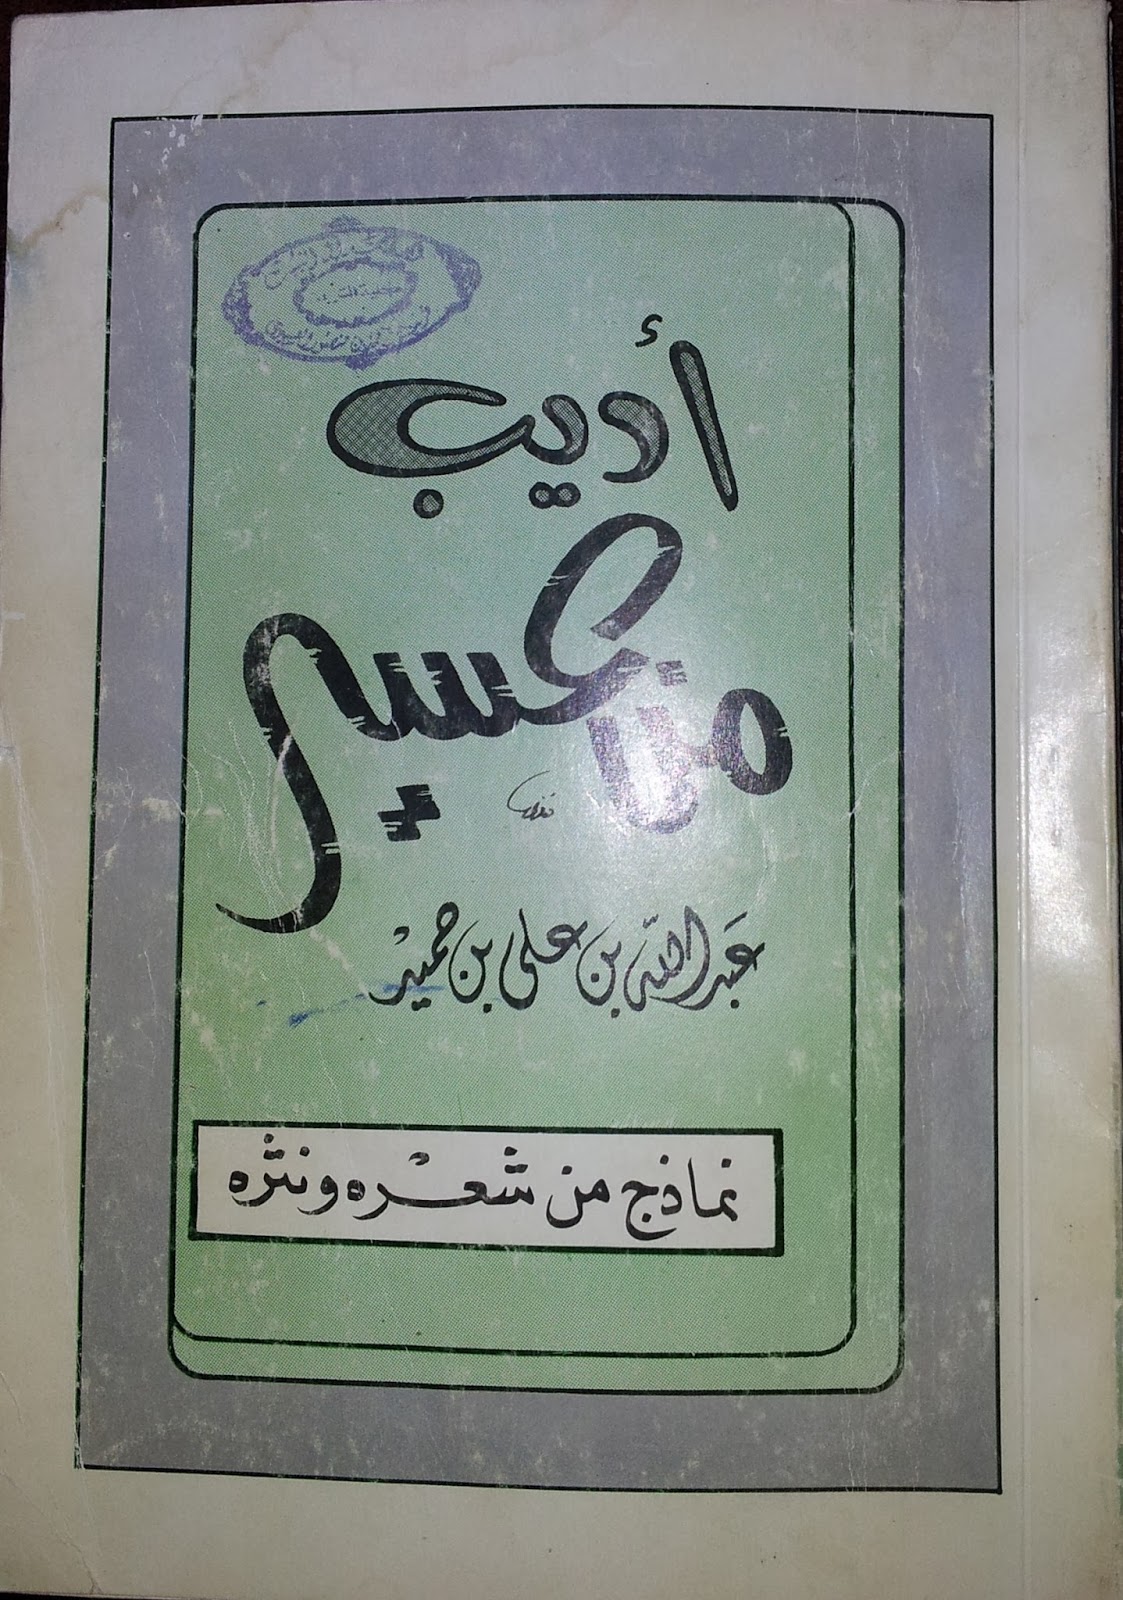 أديب
من عسير
عبد الله بن علي بن حميد
نماذج من شعره ونثره